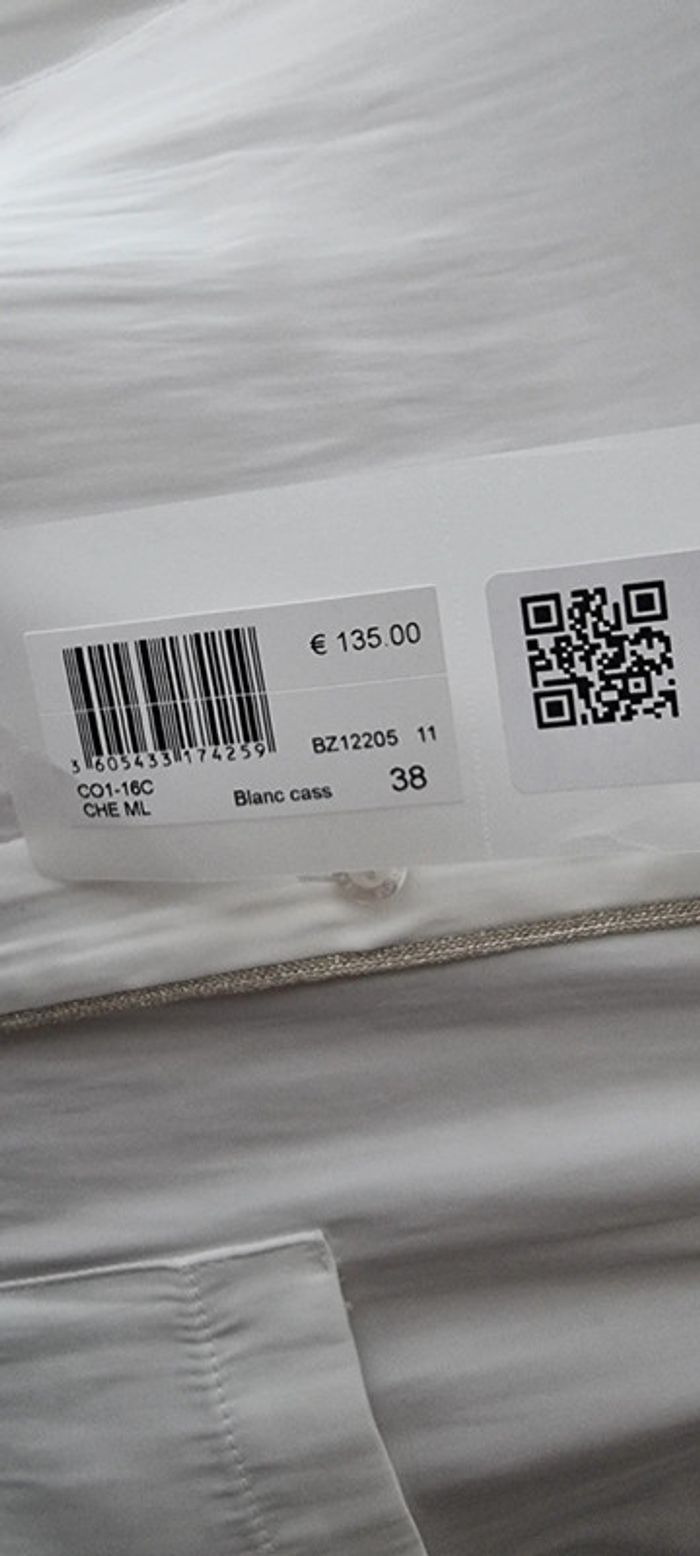 € 135.00
3 605433 174259
BZ12205 11
CO1-16C
CHE ML
Blanc cass
38